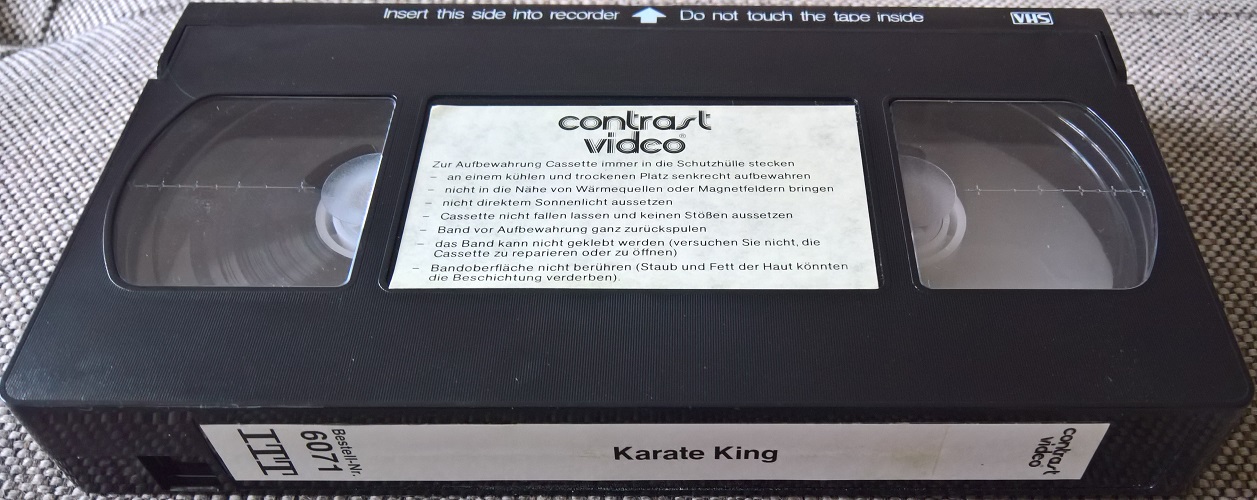 Insert this side into recorder Do not touch the tape inside VHS
contrast
video®
Zur Aufbewahrung Cassette immer in die Schutzhülle stecken
– an einem kühlen und trockenen Platz senkrecht aufbewahren
– nicht in die Nähe von Wärmequellen oder Magnetfeldern bringen
– nicht direktem Sonnenlicht aussetzen
– Cassette nicht fallen lassen und keinen Stößen aussetzen
– Band vor Aufbewahrung ganz zurückspulen
– das Band kann nicht geklebt werden (versuchen Sie nicht, die
Cassette zu reparieren oder zu öffnen)
– Bandoberfläche nicht berühren (Staub und Fett der Haut könnten
die Beschichtung verderben).
ITT
Bestell-Nr.
6071
Karate King
contrast
video